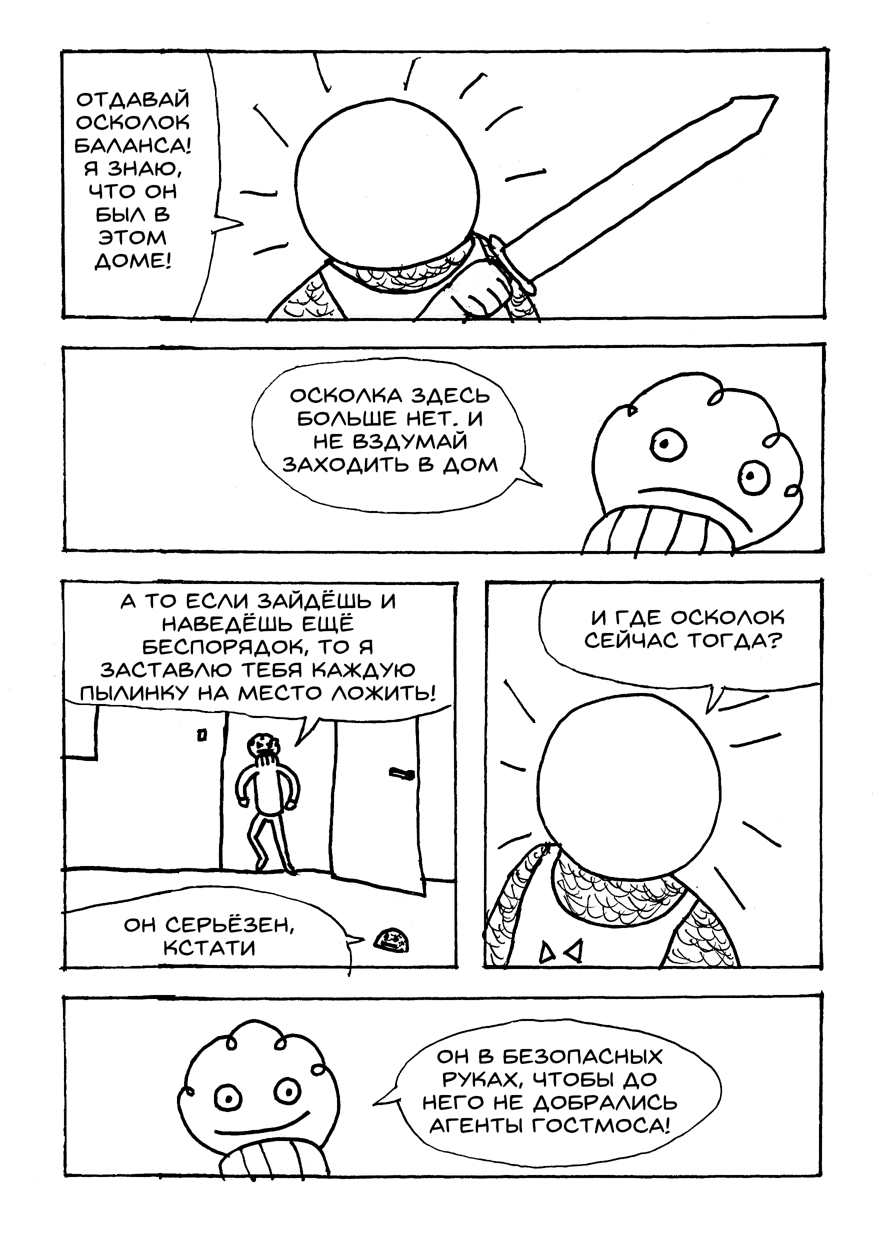 ОТДАВАЙ
ОСКОЛОК
БАЛАНСА!
Я ЗНАЮ,
ЧТО ОН
БЫЛ В
ЭТОМ
ДОМЕ!
ОСКОЛКА ЗДЕСЬ
БОЛЬШЕ НЕТ. И
НЕ ВЗДУМАЙ
ЗАХОДИТЬ В ДОМ
А ТО ЕСЛИ ЗАЙДЁШЬ И
НАВЕДЁШЬ ЕЩЁ
БЕСПОРЯДОК, ТО Я
ЗАСТАВЛЮ ТЕБЯ КАЖДУЮ
ПЫЛИНКУ НА МЕСТО ЛОЖИТЬ!
ОН СЕРЬЁЗЕН,
КСТАТИ
И ГДЕ ОСКОЛОК
СЕЙЧАС ТОГДА?
ОН В БЕЗОПАСНЫХ
РУКАХ, ЧТОБЫ ДО
НЕГО НЕ ДОБРАЛИСЬ
АГЕНТЫ ГОСТМОСА!